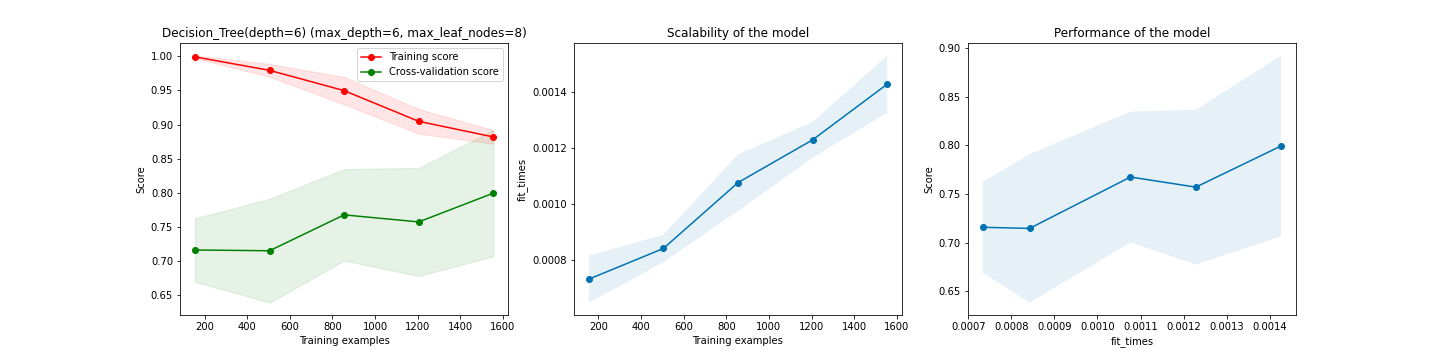 Decision_Tree(depth=6) (max_depth=6, max_leaf_nodes=8)
Training score
Cross-validation score
1.00
0.95
0.90
0.85
0.80
0.75
0.70
0.65
Score
200 400 600 800 1000 1200 1400 1600
Training examples
Scalability of the model
0.0014
0.0012
0.0010
0.0008
fit_times
200 400 600 800 1000 1200 1400 1600
Training examples
Performance of the model
0.90
0.85
0.80
0.75
0.70
0.65
Score
0.0007 0.0008 0.0009 0.0010 0.0011 0.0012 0.0013 0.0014
fit_times